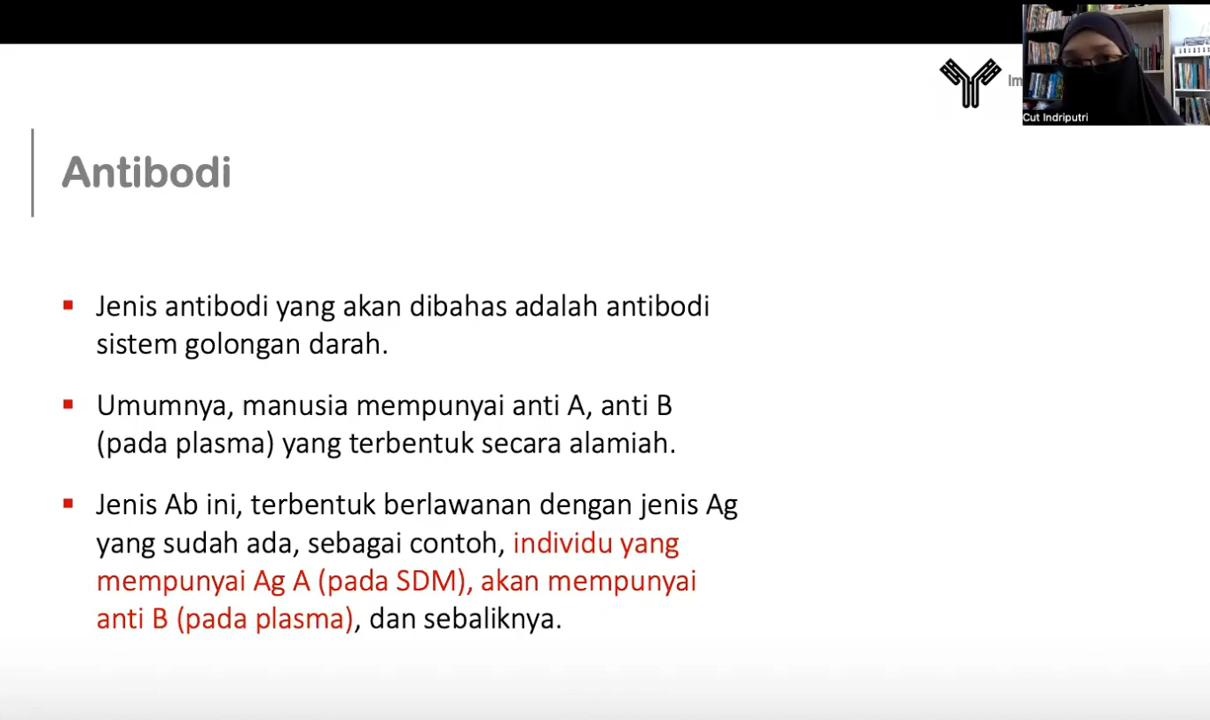 Im
Cut Indriputri
Antibodi
Jenis antibodi yang akan dibahas adalah antibodi
sistem golongan darah.
Umumnya, manusia mempunyai anti A, anti B
(pada plasma) yang terbentuk secara alamiah.
Jenis Ab ini, terbentuk berlawanan dengan jenis Ag
yang sudah ada, sebagai contoh, individu yang
mempunyai Ag A (pada SDM), akan mempunyai
anti B (pada plasma), dan sebaliknya.